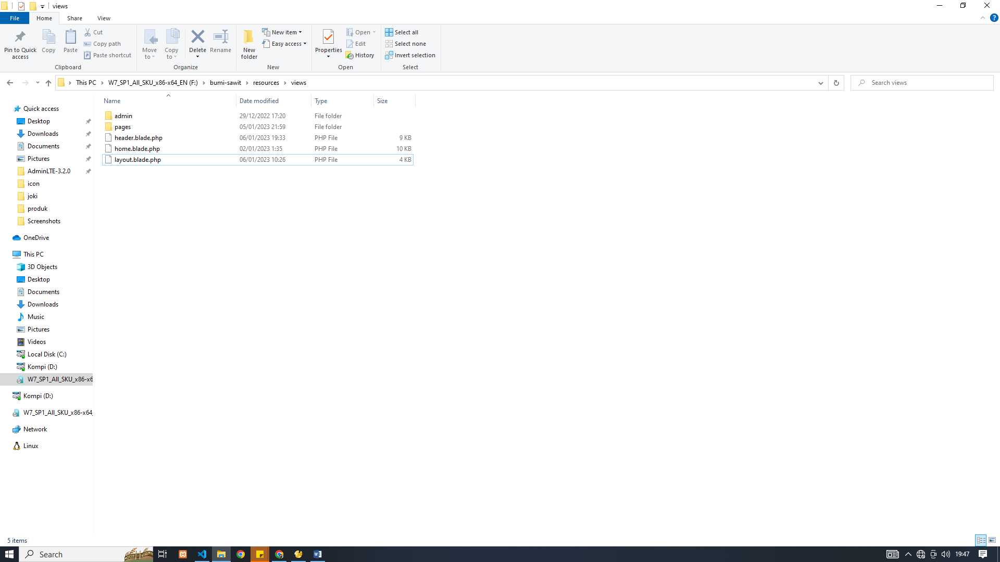 views
File Home Share View
Pin to Quick access
Copy
Paste
Cut
Copy path
Paste shortcut
Clipboard
Move to
Copy to
Delete
Rename
Organize
New folder
New item
Easy access
New
Properties
Open
Edit
History
Open
Select all
Select none
Invert selection
Select
This PC W7_SP1_All_SKU_x86-x64_EN (F:) bumi-sawit resources views
Search views
Name Date modified Type Size
admin 29/12/2022 17:20 File folder
pages 05/01/2023 21:59 File folder
header.blade.php 06/01/2023 19:33 PHP File 9 KB
home.blade.php 02/01/2023 1:35 PHP File 10 KB
layout.blade.php 06/01/2023 10:26 PHP File 4 KB
Quick access
Desktop
Downloads
Documents
Pictures
AdminLTE-3.2.0
icon
joki
produk
Screenshots
OneDrive
This PC
3D Objects
Desktop
Documents
Downloads
Music
Pictures
Videos
Local Disk (C:)
Kompi (D:)
W7_SP1_All_SKU_x86-x6
Kompi (D:)
W7_SP1_All_SKU_x86-x64_
Network
Linux
5 items
Search
19:47